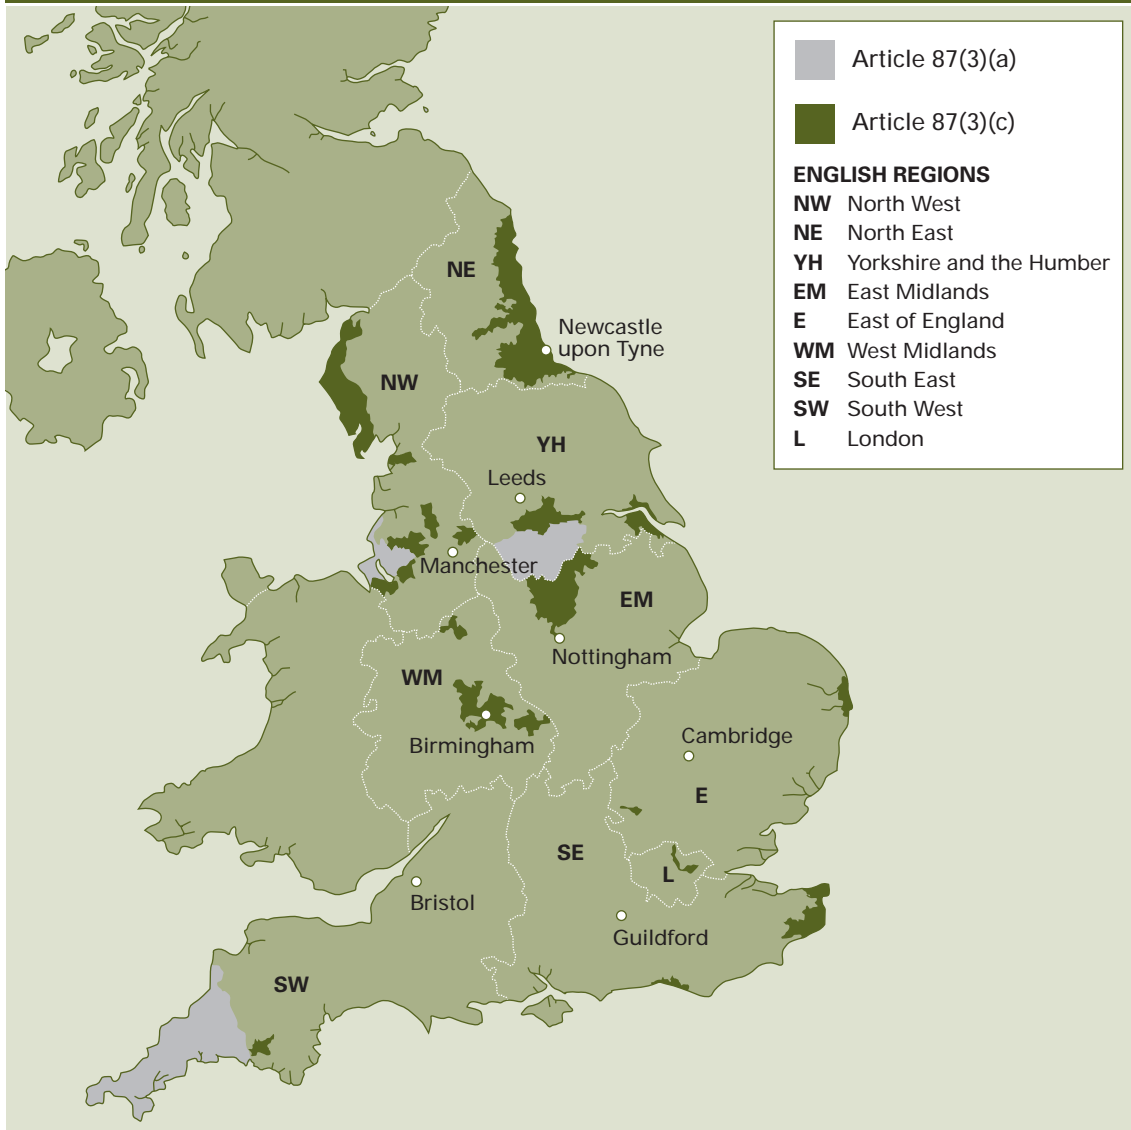 Article 87(3)(a)
Article 87(3)(c)
ENGLISH REGIONS
NW North West
NE North East
YH Yorkshire and the Humber
EM East Midlands
E East of England
WM West Midlands
SE South East
SW South West
L London
NE
Newcastle
upon Tyne
NW
YH
Leeds
Manchester
EM
Nottingham
WM
Birmingham
Cambridge
E
SE
L
Bristol
Guildford
SW